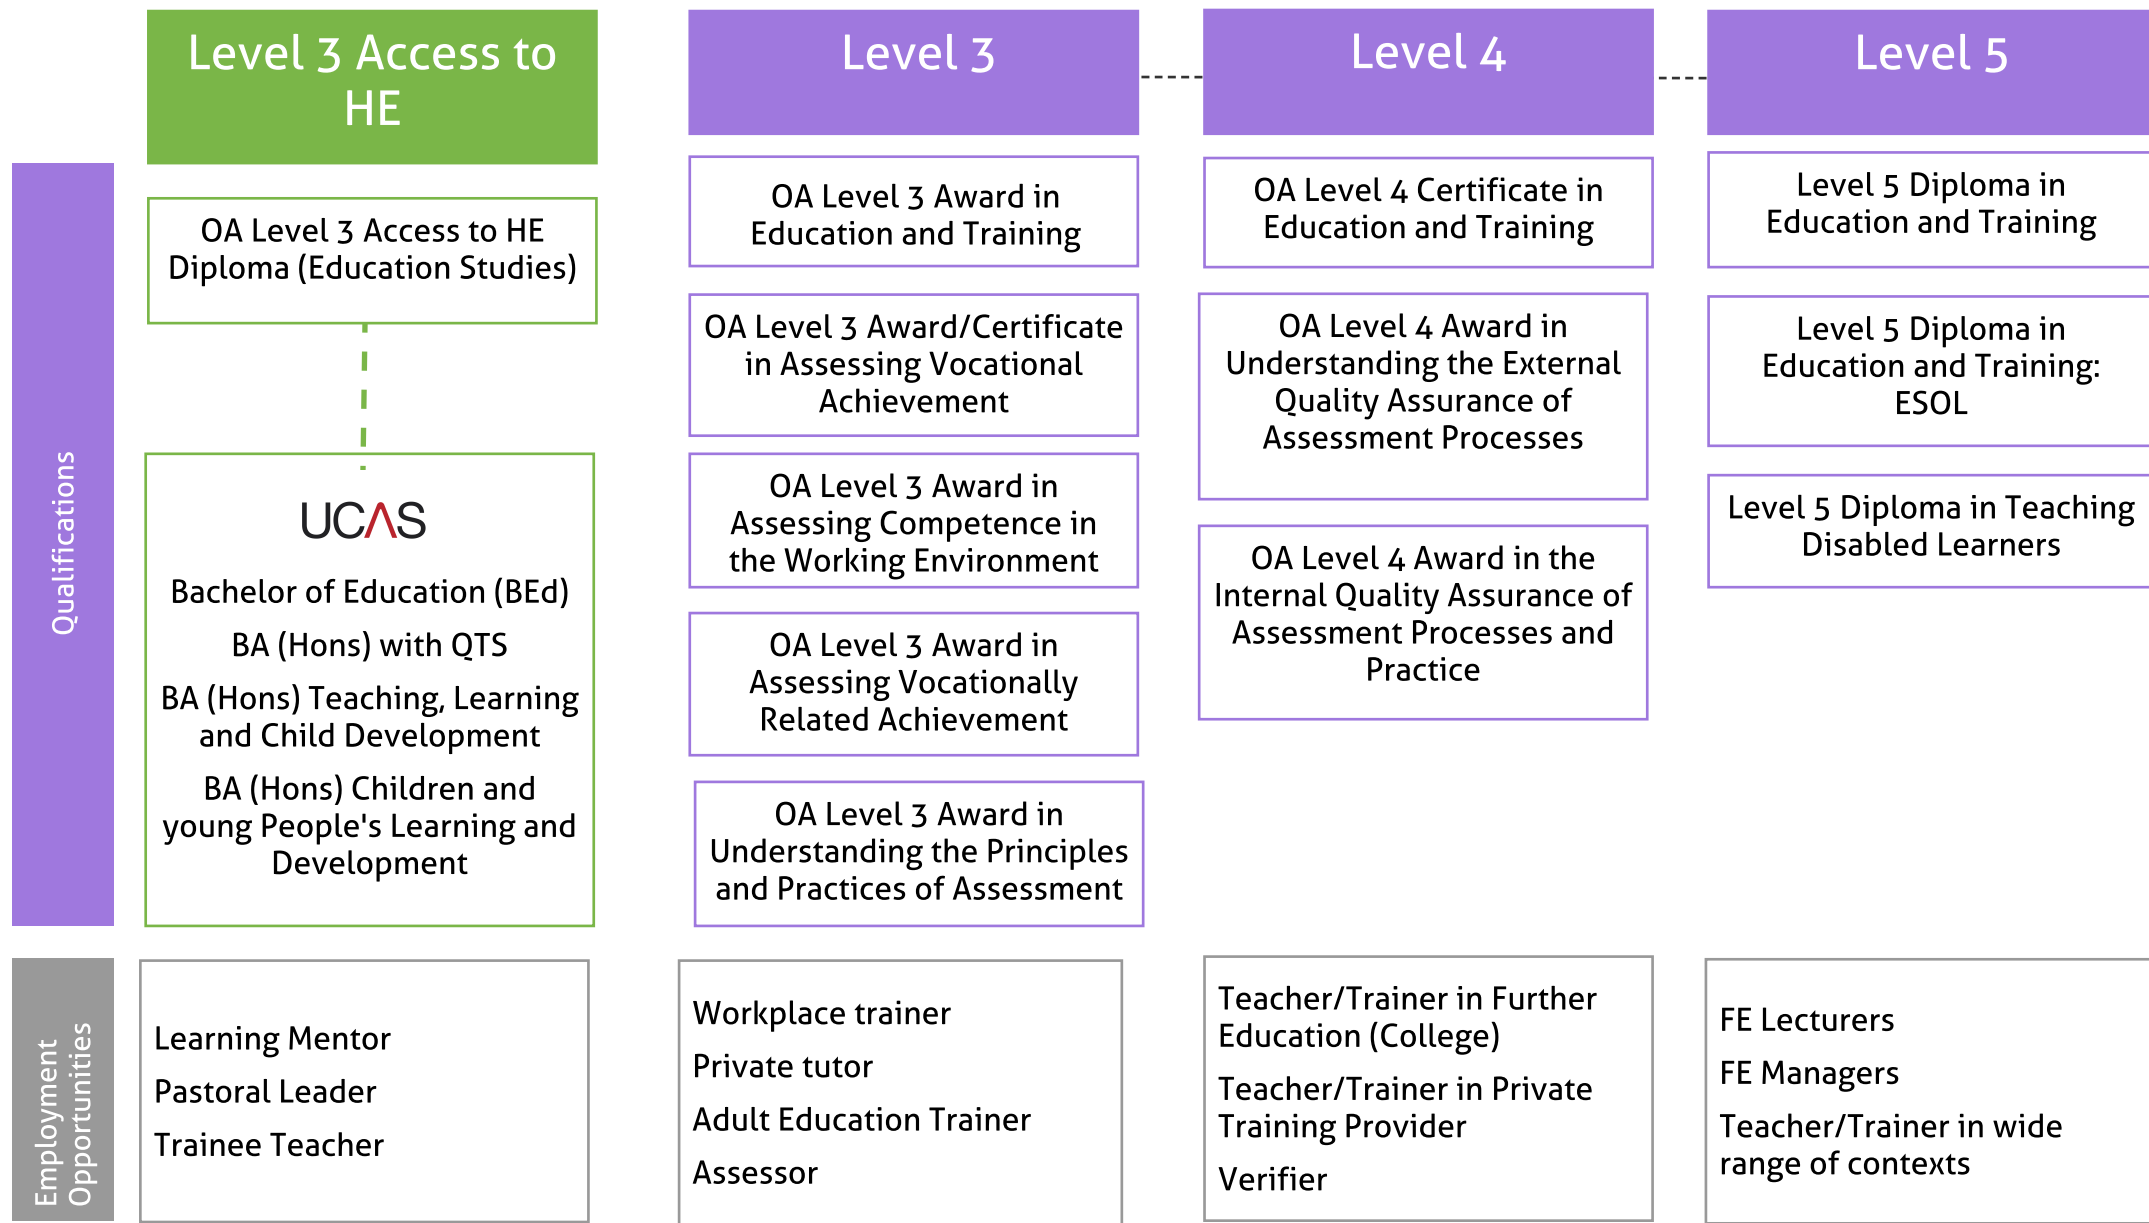 Level 3 Access to
HE
Level 3
Level 4
Level 5
Qualifications
OA Level 3 Access to HE
Diploma (Education Studies)
UCAS
Bachelor of Education (BEd)
BA (Hons) with QTS
BA (Hons) Teaching, Learning
and Child Development
BA (Hons) Children and
young People's Learning and
Development
OA Level 3 Award in
Education and Training
OA Level 3 Award/Certificate
in Assessing Vocational
Achievement
OA Level 3 Award in
Assessing Competence in
the Working Environment
OA Level 3 Award in
Assessing Vocationally
Related Achievement
OA Level 3 Award in
Understanding the Principles
and Practices of Assessment
OA Level 4 Certificate in
Education and Training
OA Level 4 Award in
Understanding the External
Quality Assurance of
Assessment Processes
OA Level 4 Award in the
Internal Quality Assurance of
Assessment Processes and
Practice
Level 5 Diploma in
Education and Training
Level 5 Diploma in
Education and Training:
ESOL
Level 5 Diploma in Teaching
Disabled Learners
Employment
Opportunities
Learning Mentor
Pastoral Leader
Trainee Teacher
Workplace trainer
Private tutor
Adult Education Trainer
Assessor
Teacher/Trainer in Further
Education (College)
Teacher/Trainer in Private
Training Provider
Verifier
FE Lecturers
FE Managers
Teacher/Trainer in wide
range of contexts